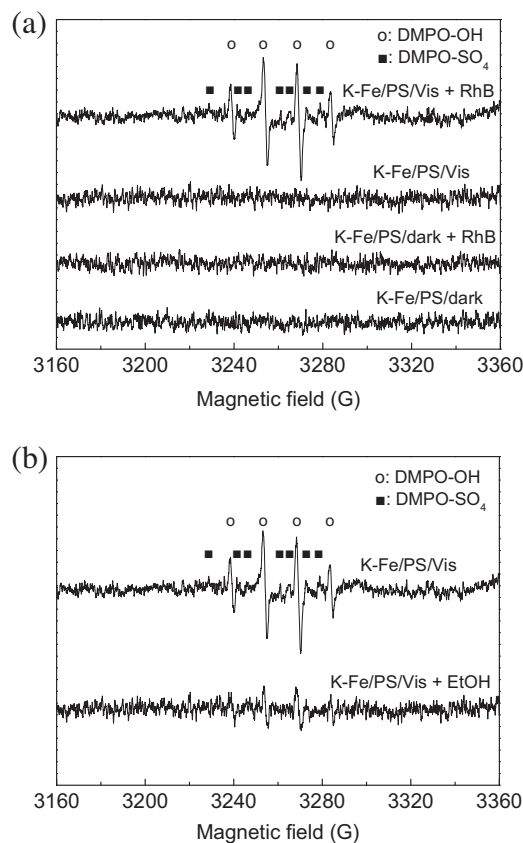 (a)
o: DMPO-OH
■: DMPO-SO4
o o o o
K-Fe/PS/Vis + RhB
K-Fe/PS/Vis
K-Fe/PS/dark + RhB
K-Fe/PS/dark
3160 3200 3240 3280 3320 3360
Magnetic field (G)
(b)
o: DMPO-OH
■: DMPO-SO4
o o o o
K-Fe/PS/Vis
K-Fe/PS/Vis + EtOH
3160 3200 3240 3280 3320 3360
Magnetic field (G)